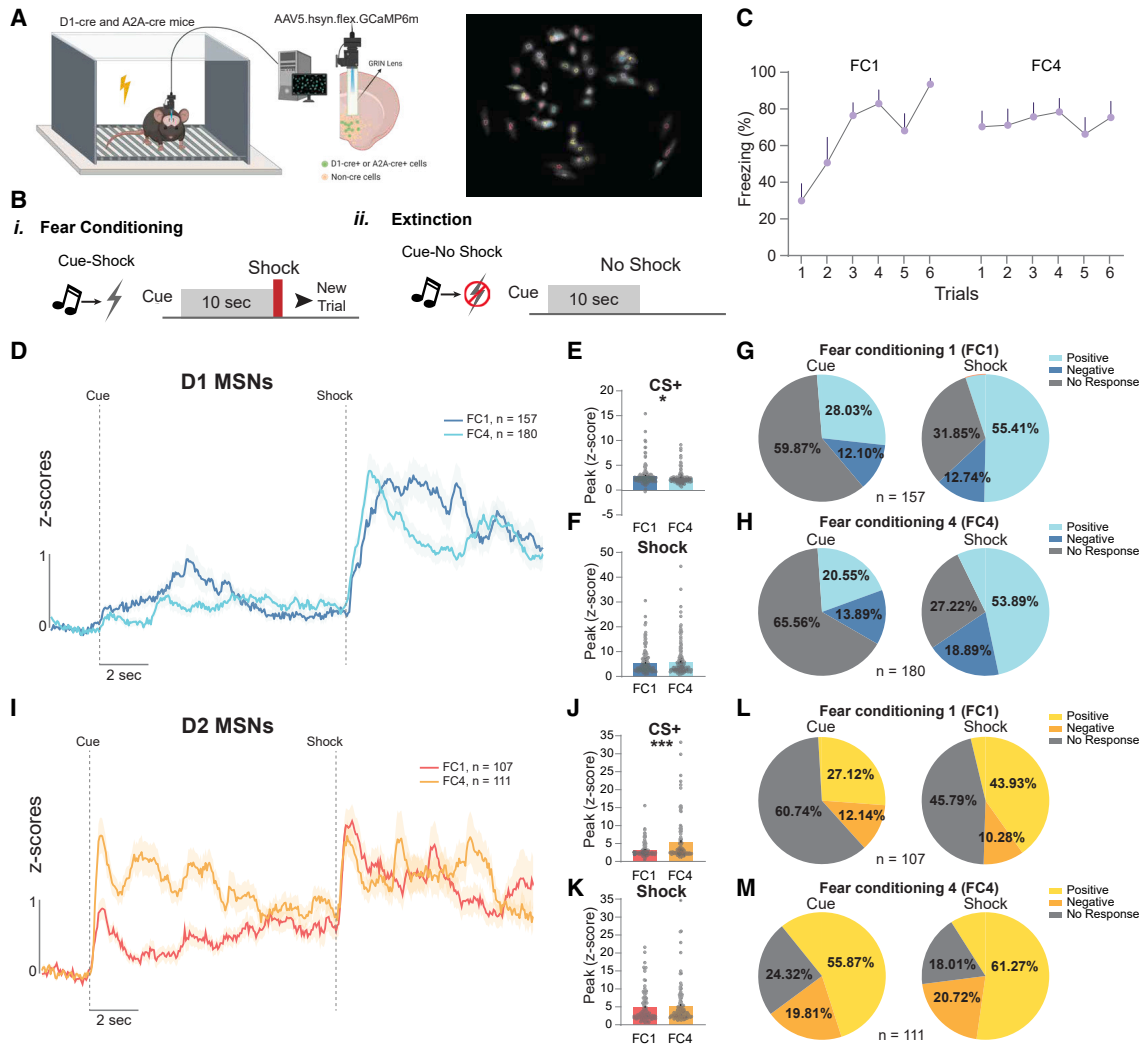 A
D1-cre and A2A-cre mice
AAV5.hsyn.flex.GCaMP6m
GRIN Lens
D1-cre+ or A2A-cre+ cells
Non-cre cells
B
i. Fear Conditioning
Cue-Shock
Cue
10 sec
Shock
New
Trial
ii. Extinction
Cue-No Shock
Cue
10 sec
No Shock
C
FC1
FC4
Freezing (%)
100
80
60
40
20
0
1 2 3 4 5 6
1 2 3 4 5 6
Trials
D
D1 MSNs
Cue
Shock
FC1, n = 157
FC4, n = 180
z-scores
1
0
2 sec
E
CS+
*
Peak (z-score)
20
15
10
5
0
-5
FC1 FC4
F
Shock
Peak (z-score)
50
40
30
20
10
0
FC1 FC4
G
Fear conditioning 1 (FC1)
Cue
Shock
Positive
Negative
No Response
28.03%
12.10%
59.87%
55.41%
31.85%
12.74%
n = 157
H
Fear conditioning 4 (FC4)
Cue
Shock
Positive
Negative
No Response
20.55%
13.89%
65.56%
53.89%
27.22%
18.89%
n = 180
I
D2 MSNs
Cue
Shock
FC1, n = 107
FC4, n = 111
z-scores
1
0
2 sec
J
CS+
***
Peak (z-score)
35
30
25
20
15
10
5
0
FC1 FC4
K
Shock
Peak (z-score)
35
30
25
20
15
10
5
0
FC1 FC4
L
Fear conditioning 1 (FC1)
Cue
Shock
Positive
Negative
No Response
27.12%
12.14%
60.74%
43.93%
45.79%
10.28%
n = 107
M
Fear conditioning 4 (FC4)
Cue
Shock
Positive
Negative
No Response
55.87%
24.32%
19.81%
61.27%
18.01%
20.72%
n = 111